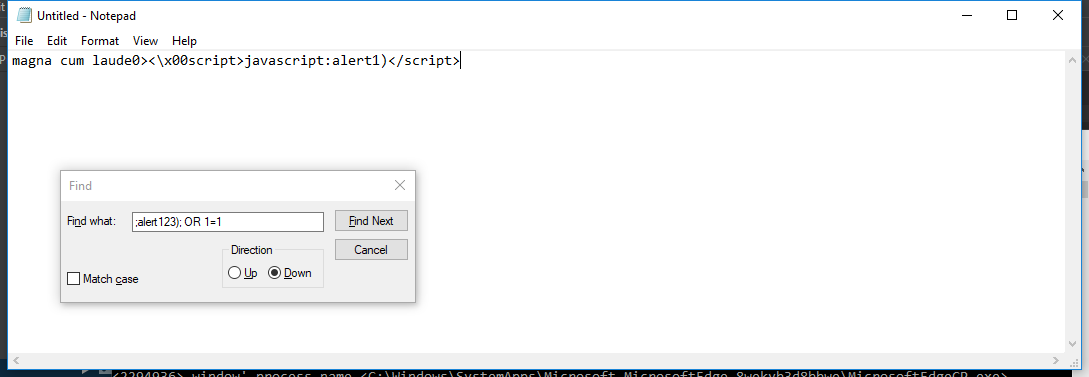 Untitled - Notepad
File Edit Format View Help
magna cum laude0><\x00script>javascript:alert1)</script>
Find
Find what: ;alert123); OR 1=1 Find Next
Direction Cancel
Up Down
Match case
<2294936> window' process name <C:\Windows\SystemApps\Microsoft.MicrosoftEdge_8wekyb3d8bbwe\MicrosoftEdgeCP.exe>